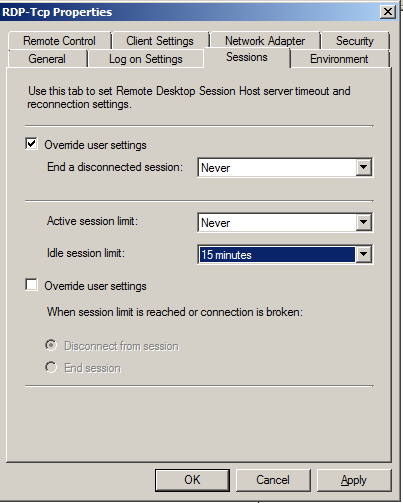 RDP-Tcp Properties
Remote Control Client Settings Network Adapter Security
General Log on Settings Sessions Environment
Use this tab to set Remote Desktop Session Host server timeout and
reconnection settings.
Override user settings
End a disconnected session: Never
Active session limit: Never
Idle session limit: 15 minutes
Override user settings
When session limit is reached or connection is broken:
Disconnect from session
End session
OK Cancel Apply